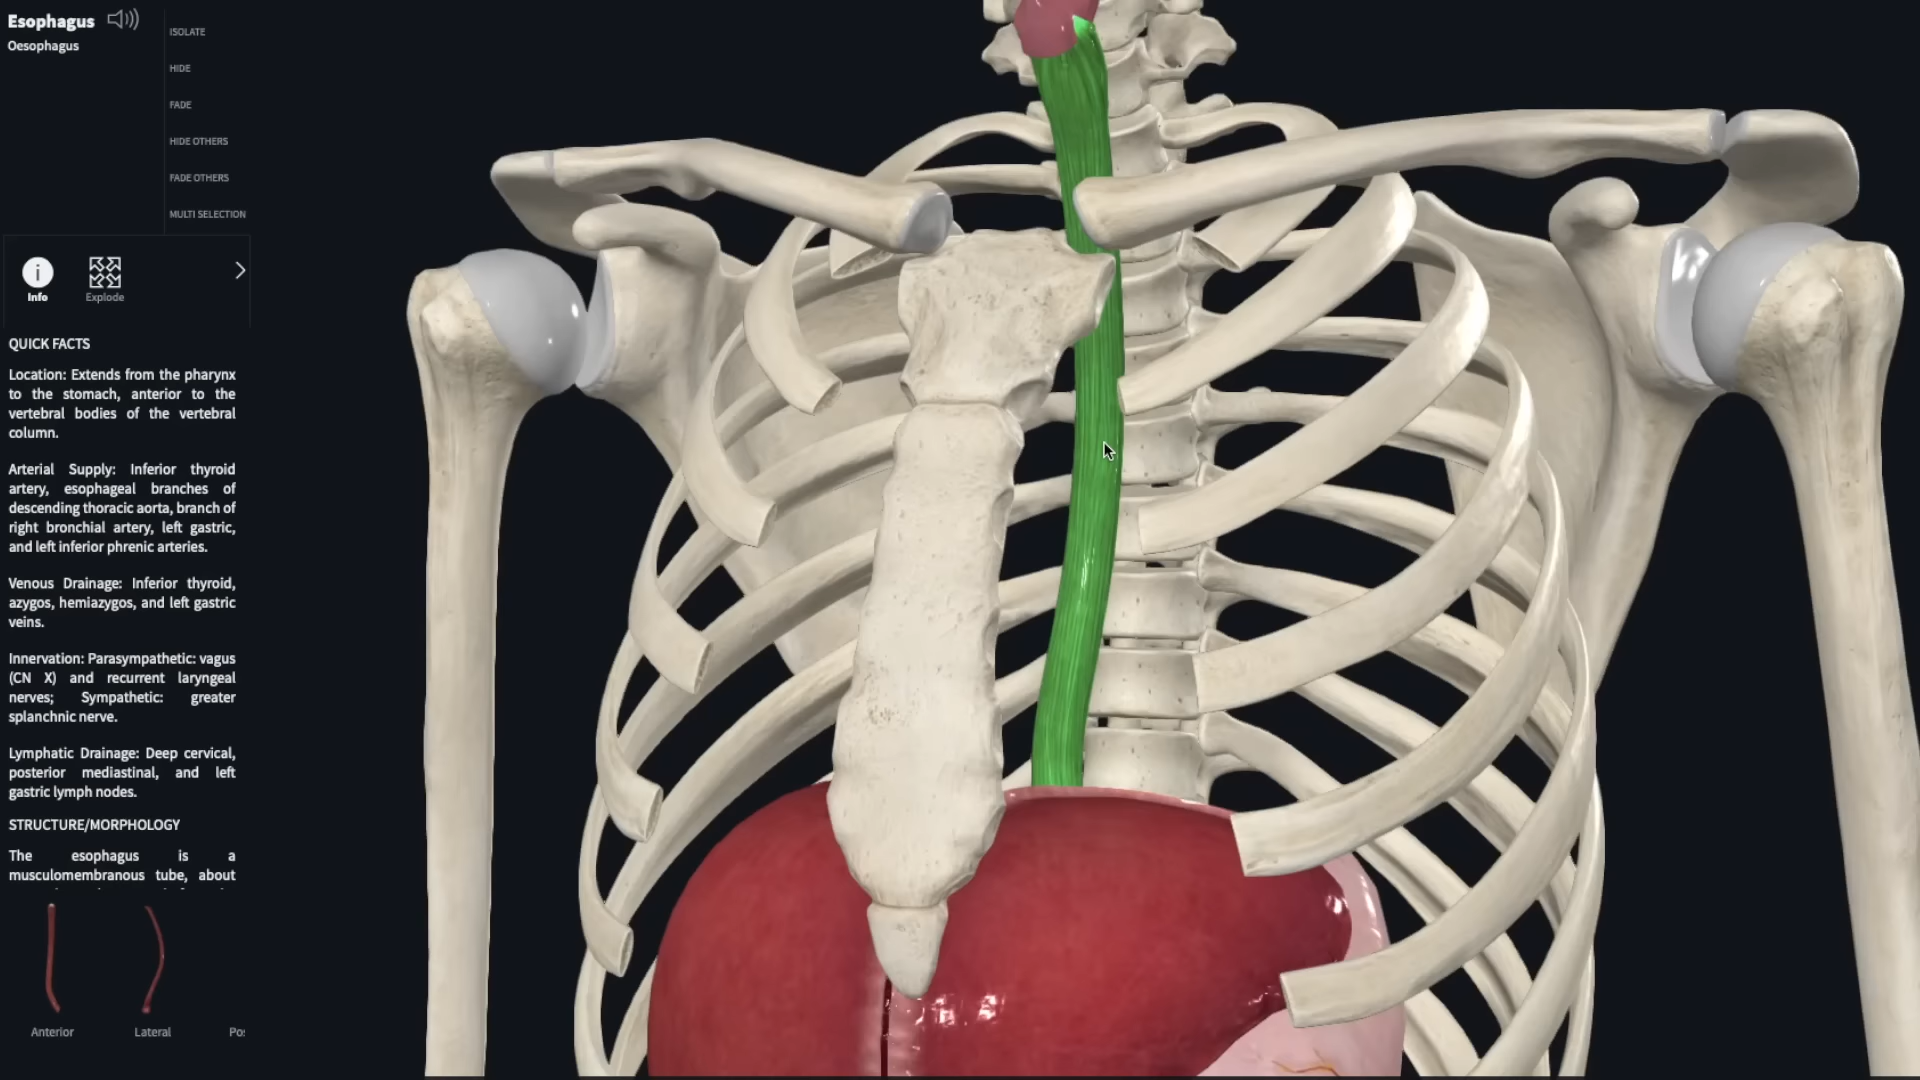 Esophagus
Oesophagus
ISOLATE
HIDE
FADE
HIDE OTHERS
FADE OTHERS
MULTI SELECTION
Info
Explode
QUICK FACTS
Location: Extends from the pharynx
to the stomach, anterior to the
vertebral bodies of the vertebral
column.
Arterial Supply: Inferior thyroid
artery, esophageal branches of
descending thoracic aorta, branch of
right bronchial artery, left gastric,
and left inferior phrenic arteries.
Venous Drainage: Inferior thyroid,
azygos, hemiazygos, and left gastric
veins.
Innervation: Parasympathetic: vagus
(CN X) and recurrent laryngeal
nerves; Sympathetic: greater
splanchnic nerve.
Lymphatic Drainage: Deep cervical,
posterior mediastinal, and left
gastric lymph nodes.
STRUCTURE/MORPHOLOGY
The esophagus is a
musculomembranous tube, about
Anterior
Lateral
Pos